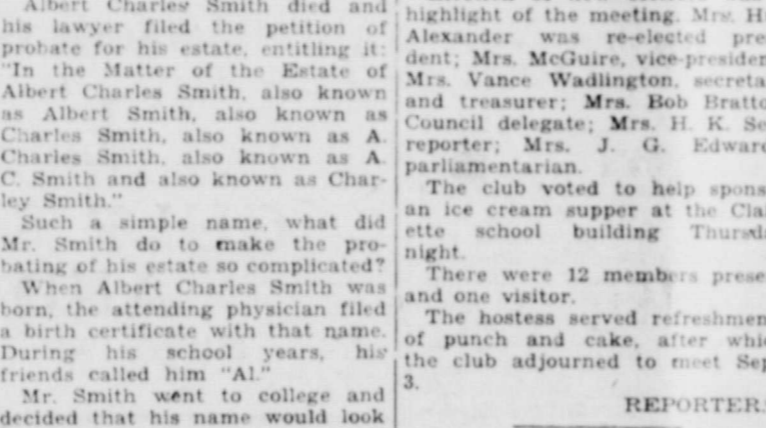 Albert Charles Smith died and
his lawyer filed the petition of
probate for his estate, entitling it:
"In the Matter of the Estate of
Albert Charles Smith, also known
as Albert Smith, also known as
Charles Smith, also known as A.
Charles Smith, also known as A.
C. Smith and also known as Char-
ley Smith."
Such a simple name, what did
Mr. Smith do to make the pro-
bating of his estate so complicated?
When Albert Charles Smith was
born, the attending physician filed
a birth certificate with that name.
During his school years, his
friends called him "Al."
Mr. Smith went to college and
decided that his name would look
highlight of the meeting. Mrs. H
Alexander was re-elected pre
dent; Mrs. McGuire, vice-presiden
Mrs. Vance Wadlington, secreta
and treasurer; Mrs. Bob Bratto
Council delegate; Mrs. H. K. Se
reporter; Mrs. J. G. Edward
parliamentarian.
The club voted to help spons
an ice cream supper at the Cla
ette school building Thursd
night.
There were 12 members prese
and one visitor.
The hostess served refreshmen
of punch and cake, after whi
the club adjourned to meet Sep
3.
REPORTER